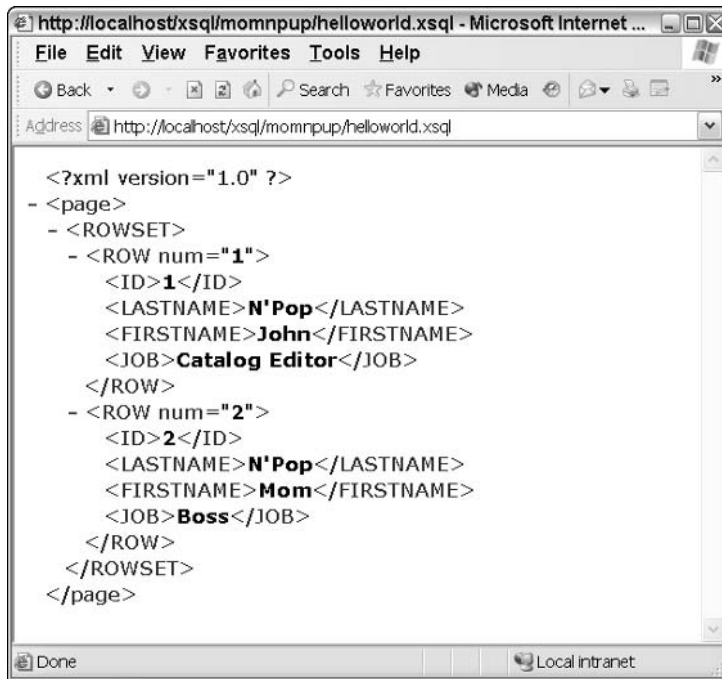 http://localhost/xsql/momnpup/helloworld.xsql - Microsoft Internet ...
File Edit View Favorites Tools Help
Back Search Favorites Media »
Address http://localhost/xsql/momnpup/helloworld.xsql
<?xml version="1.0" ?>
- <page>
- <ROWSET>
- <ROW num="1">
<ID>1</ID>
<LASTNAME>N'Pop</LASTNAME>
<FIRSTNAME>John</FIRSTNAME>
<JOB>Catalog Editor</JOB>
</ROW>
- <ROW num="2">
<ID>2</ID>
<LASTNAME>N'Pop</LASTNAME>
<FIRSTNAME>Mom</FIRSTNAME>
<JOB>Boss</JOB>
</ROW>
</ROWSET>
</page>
Done Local intranet